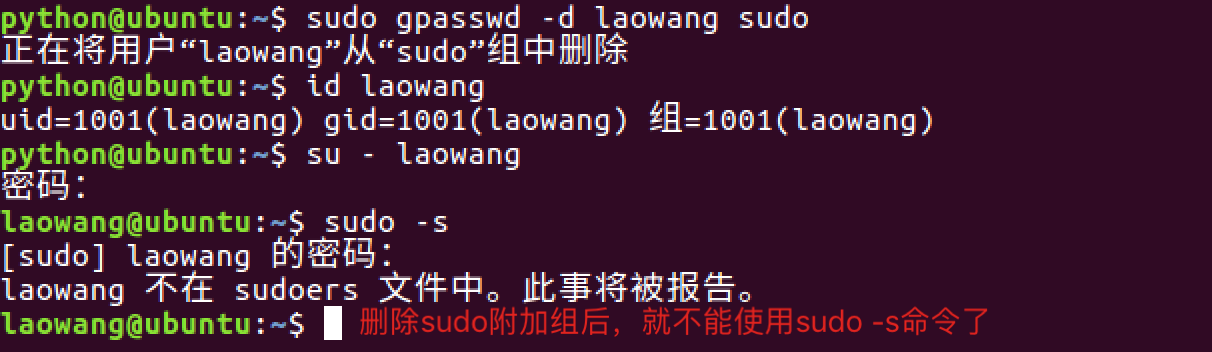 python@ubuntu:~$ sudo gpasswd -d laowang sudo
正在将用户“laowang”从“sudo”组中删除
python@ubuntu:~$ id laowang
uid=1001(laowang) gid=1001(laowang) 组=1001(laowang)
python@ubuntu:~$ su - laowang
密码：
laowang@ubuntu:~$ sudo -s
[sudo] laowang 的密码：
laowang 不在 sudoers 文件中。此事将被报告。
laowang@ubuntu:~$ 删除sudo附加组后，就不能使用sudo -s命令了